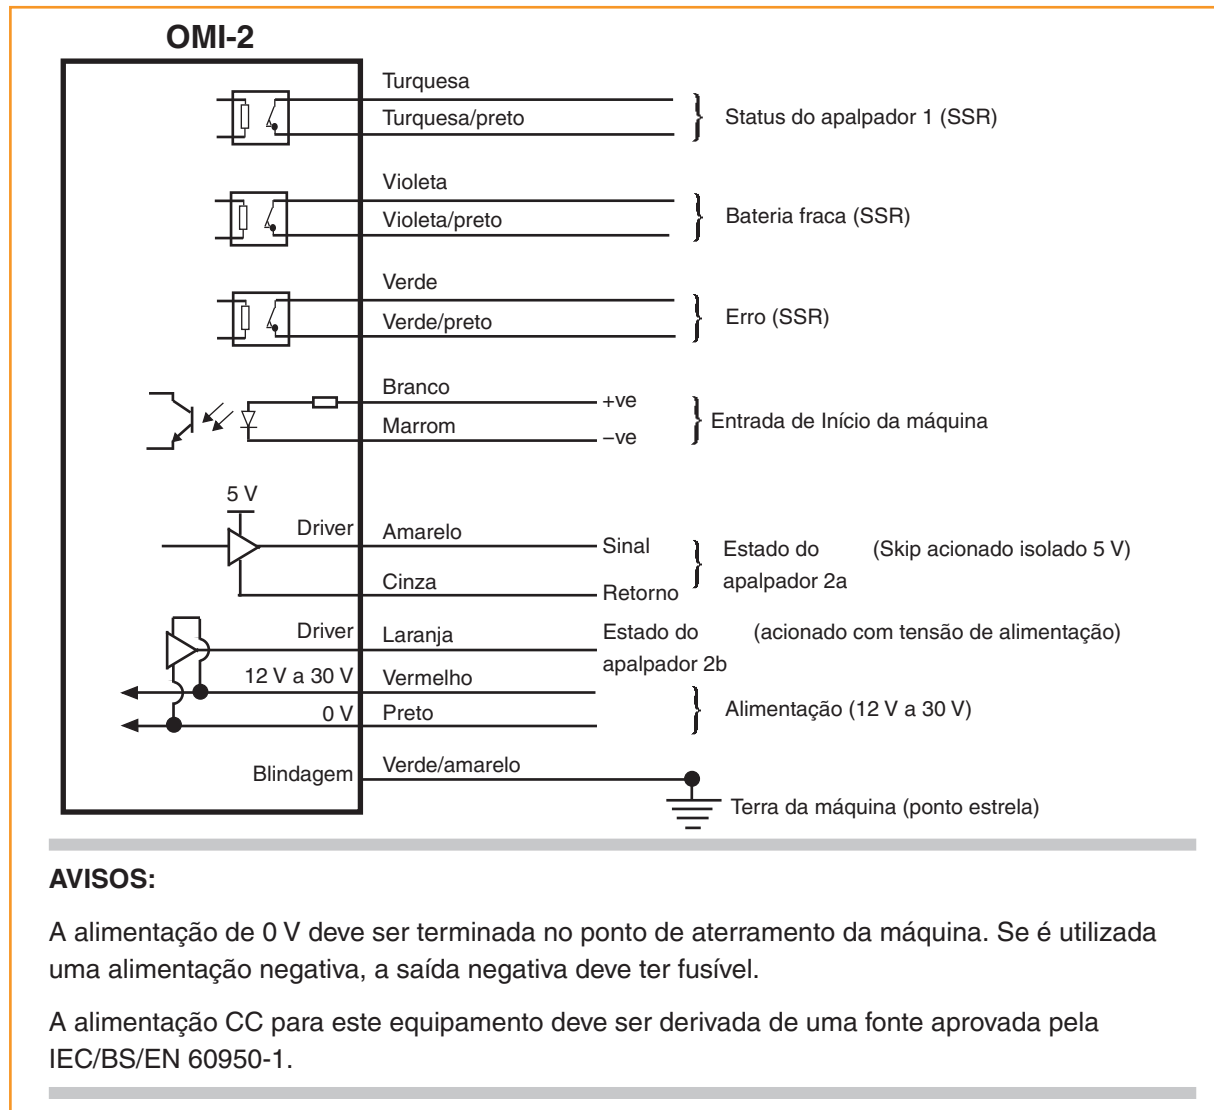 OMI-2
Turquesa
Turquesa/preto
Status do apalpador 1 (SSR)
Violeta
Violeta/preto
Bateria fraca (SSR)
Verde
Verde/preto
Erro (SSR)
Branco
+ve
Marrom
–ve
Entrada de Início da máquina
5 V
Driver
Amarelo
Sinal
Cinza
Retorno
Estado do (Skip acionado isolado 5 V)
apalpador 2a
Driver
Laranja
Estado do (acionado com tensão de alimentação)
apalpador 2b
12 V a 30 V
Vermelho
0 V
Preto
Alimentação (12 V a 30 V)
Blindagem
Verde/amarelo
Terra da máquina (ponto estrela)
AVISOS:
A alimentação de 0 V deve ser terminada no ponto de aterramento da máquina. Se é utilizada
uma alimentação negativa, a saída negativa deve ter fusível.
A alimentação CC para este equipamento deve ser derivada de uma fonte aprovada pela
IEC/BS/EN 60950-1.